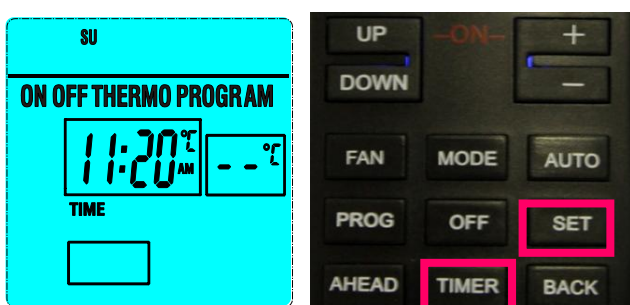 SU
ON OFF THERMO PROGRAM
11:20 °C AM
-- °C
TIME
UP -ON- +
DOWN −
FAN MODE AUTO
PROG OFF SET
AHEAD TIMER BACK